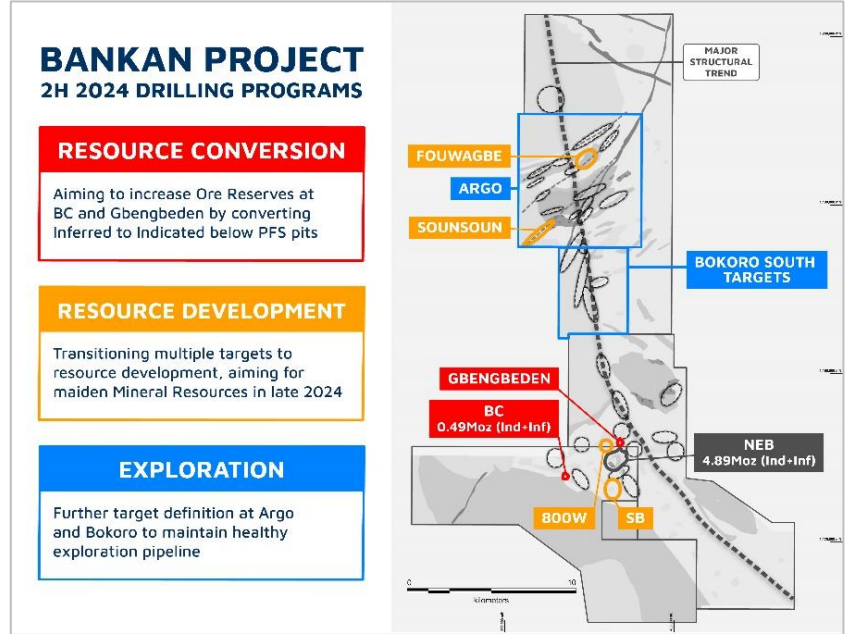 BANKAN PROJECT
2H 2024 DRILLING PROGRAMS
RESOURCE CONVERSION
Aiming to increase Ore Reserves at
BC and Gbengbeden by converting
Inferred to Indicated below PFS pits
RESOURCE DEVELOPMENT
Transitioning multiple targets to
resource development, aiming for
maiden Mineral Resources in late 2024
EXPLORATION
Further target definition at Argo
and Bokoro to maintain healthy
exploration pipeline
MAJOR
STRUCTURAL
TREND
FOUWAGBE
ARGO
SOUNSOUN
BOKORO SOUTH
TARGETS
GBENGBEDEN
BC
0.49Moz (Ind+Inf)
NEB
4.89Moz (Ind+Inf)
800W
SB
0
10
kilometers